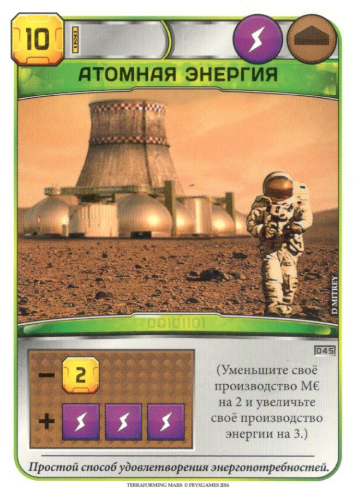 10
АТОМНАЯ ЭНЕРГИЯ
D MITREY
00101101
045
− 2
+
(Уменьшите своё
производство М€
на 2 и увеличьте
своё производство
энергии на 3.)
Простой способ удовлетворения энергопотребностей.
TERRAFORMING MARS © FRYXGAMES 2016